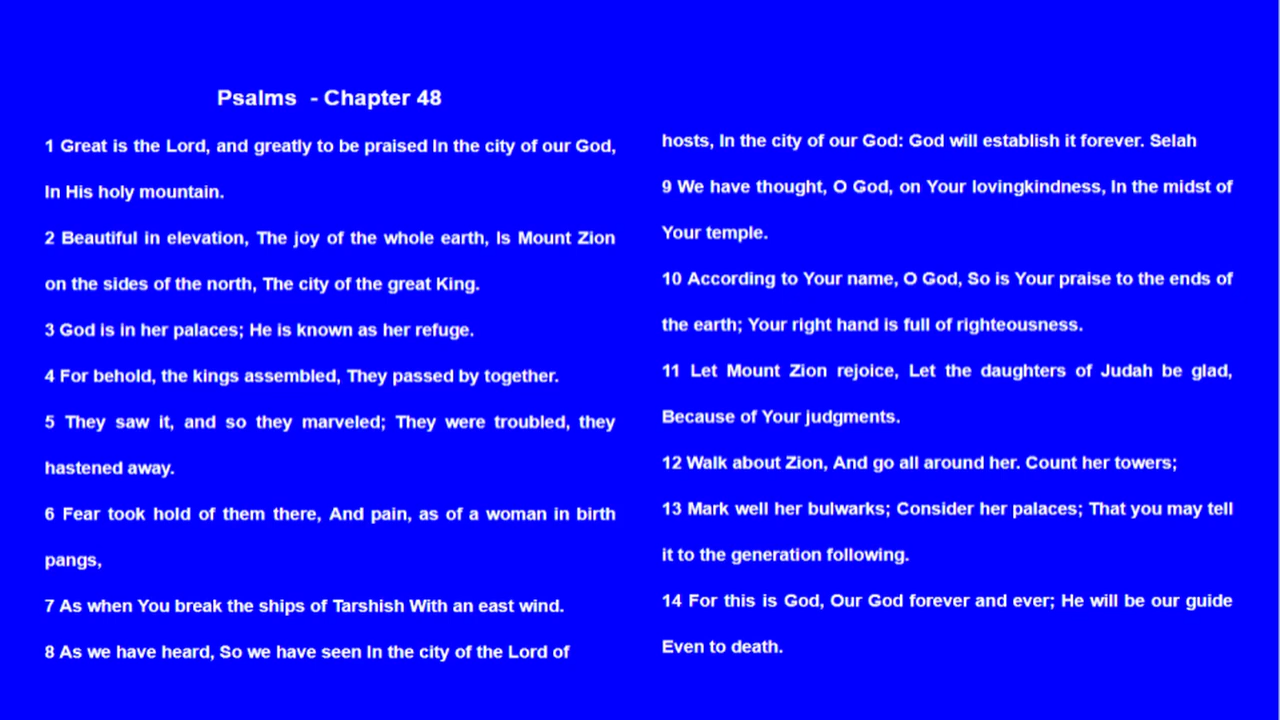 Psalms - Chapter 48
1 Great is the Lord, and greatly to be praised In the city of our God,
In His holy mountain.
2 Beautiful in elevation, The joy of the whole earth, Is Mount Zion
on the sides of the north, The city of the great King.
3 God is in her palaces; He is known as her refuge.
4 For behold, the kings assembled, They passed by together.
5 They saw it, and so they marveled; They were troubled, they
hastened away.
6 Fear took hold of them there, And pain, as of a woman in birth
pangs,
7 As when You break the ships of Tarshish With an east wind.
8 As we have heard, So we have seen In the city of the Lord of
hosts, In the city of our God: God will establish it forever. Selah
9 We have thought, O God, on Your lovingkindness, In the midst of
Your temple.
10 According to Your name, O God, So is Your praise to the ends of
the earth; Your right hand is full of righteousness.
11 Let Mount Zion rejoice, Let the daughters of Judah be glad,
Because of Your judgments.
12 Walk about Zion, And go all around her. Count her towers;
13 Mark well her bulwarks; Consider her palaces; That you may tell
it to the generation following.
14 For this is God, Our God forever and ever; He will be our guide
Even to death.